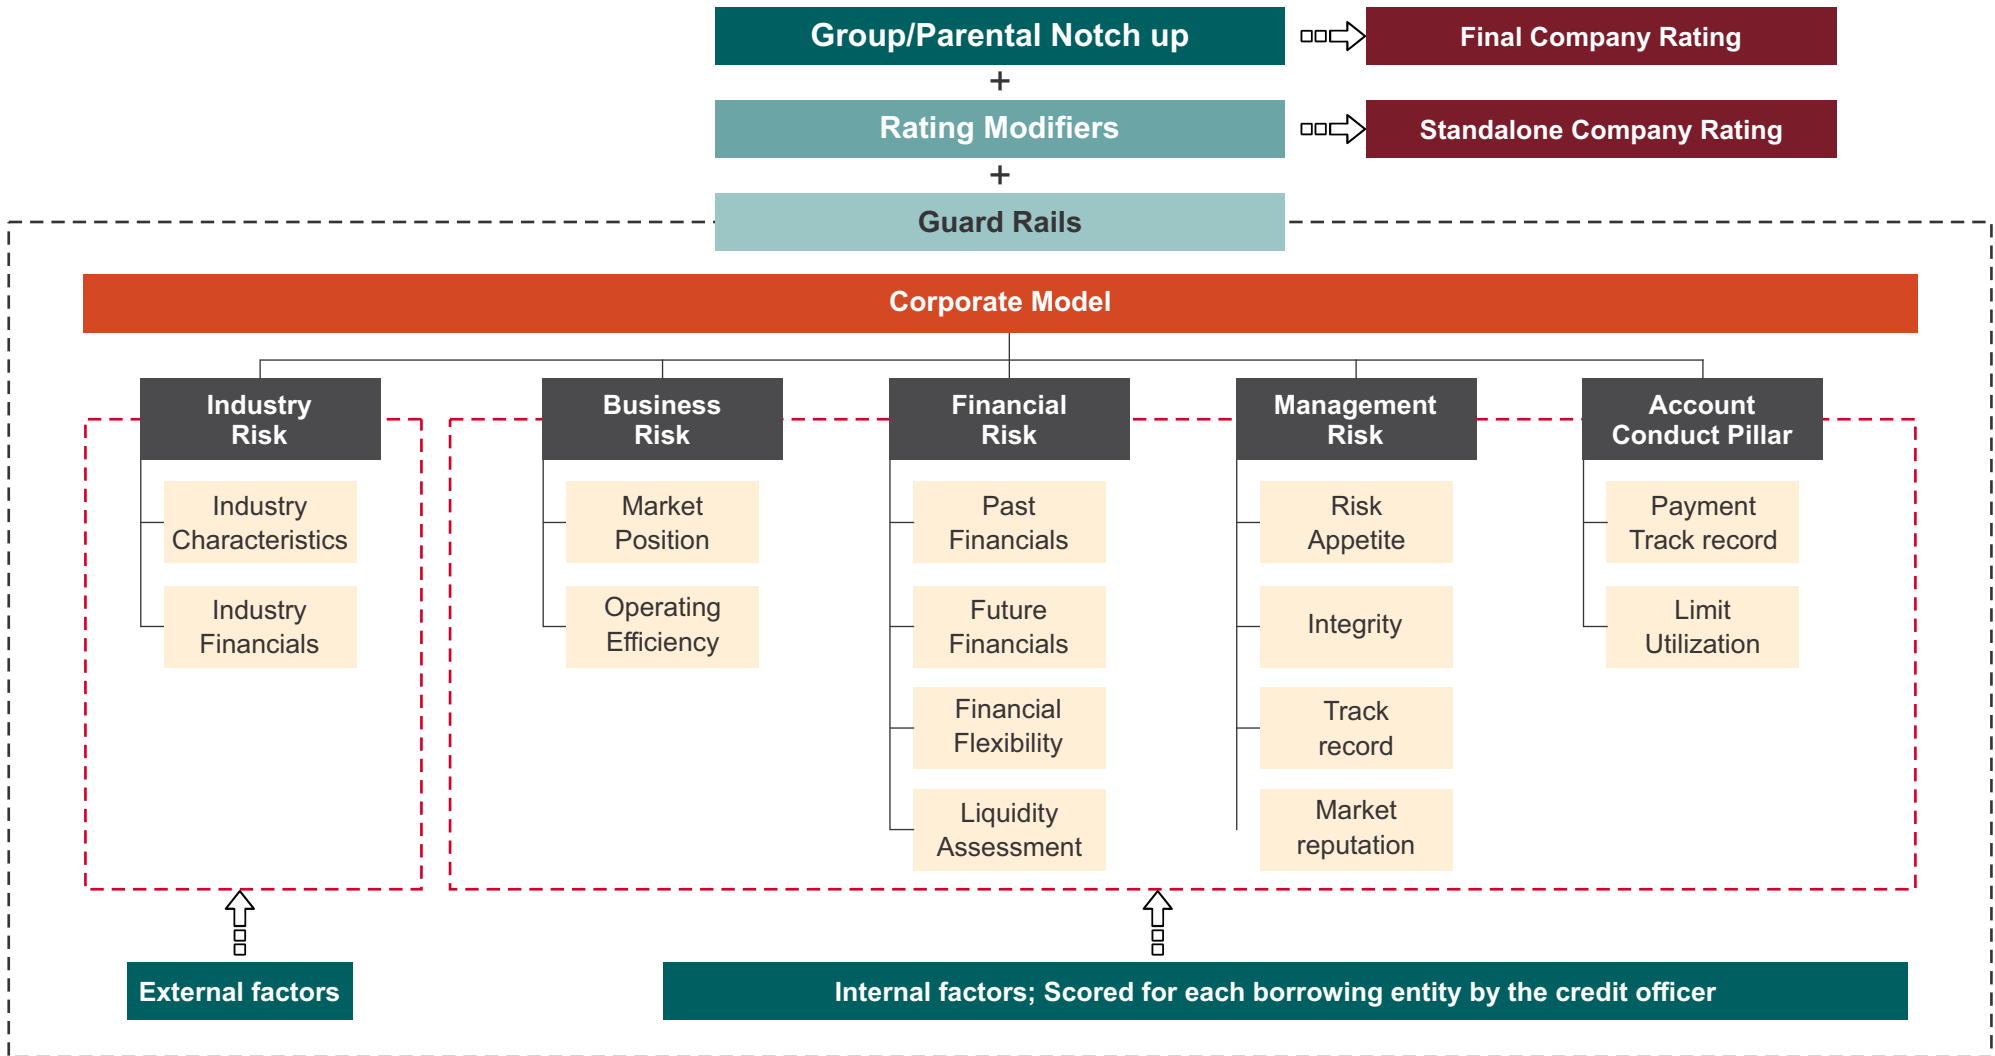 Group/Parental Notch up
Final Company Rating
+
Rating Modifiers
Standalone Company Rating
+
Guard Rails
Corporate Model
Industry
Risk
Industry
Characteristics
Industry
Financials
Business
Risk
Market
Position
Operating
Efficiency
Financial
Risk
Past
Financials
Future
Financials
Financial
Flexibility
Liquidity
Assessment
Management
Risk
Risk
Appetite
Integrity
Track
record
Market
reputation
Account
Conduct Pillar
Payment
Track record
Limit
Utilization
External factors
Internal factors; Scored for each borrowing entity by the credit officer